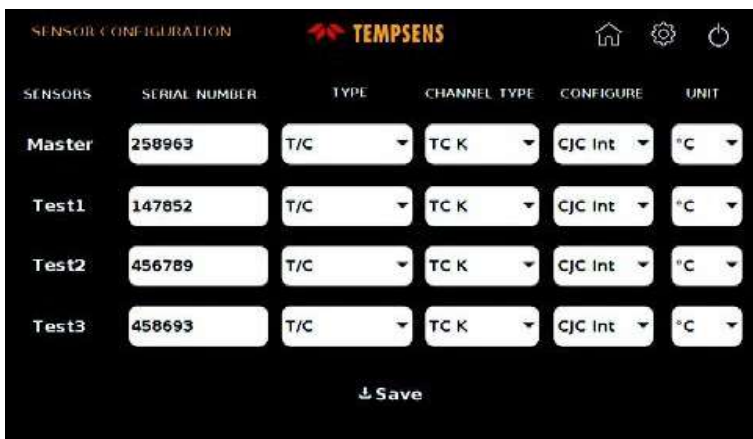 SENSOR CONFIGURATION TEMPSENS
SENSORS SERIAL NUMBER TYPE CHANNEL TYPE CONFIGURE UNIT
Master 258963 T/C TC K CJC Int °C
Test1 147852 T/C TC K CJC Int °C
Test2 456789 T/C TC K CJC Int °C
Test3 458693 T/C TC K CJC Int °C
Save